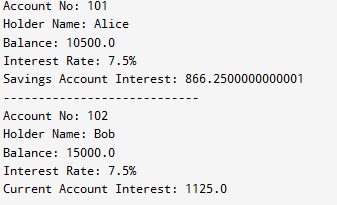 Account No: 101
Holder Name: Alice
Balance: 10500.0
Interest Rate: 7.5%
Savings Account Interest: 866.2500000000001
----------------------------
Account No: 102
Holder Name: Bob
Balance: 15000.0
Interest Rate: 7.5%
Current Account Interest: 1125.0